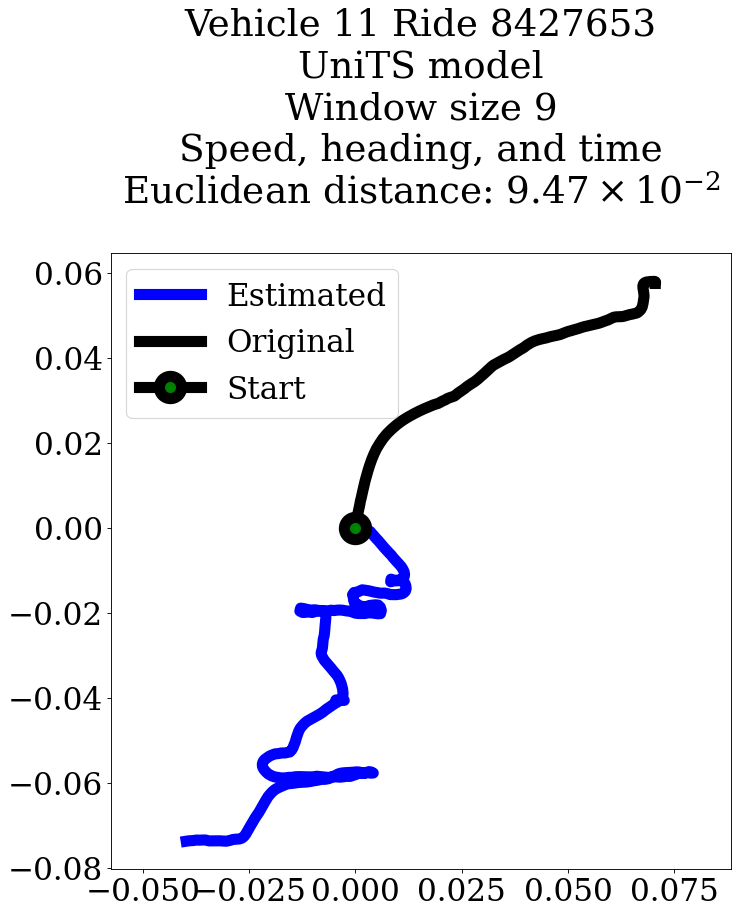 Vehicle 11 Ride 8427653
UniTS model
Window size 9
Speed, heading, and time
Euclidean distance: 9.47 × 10⁻²
Estimated
Original
Start
0.06
0.04
0.02
0.00
−0.02
−0.04
−0.06
−0.08
−0.050 −0.025 0.000 0.025 0.050 0.075